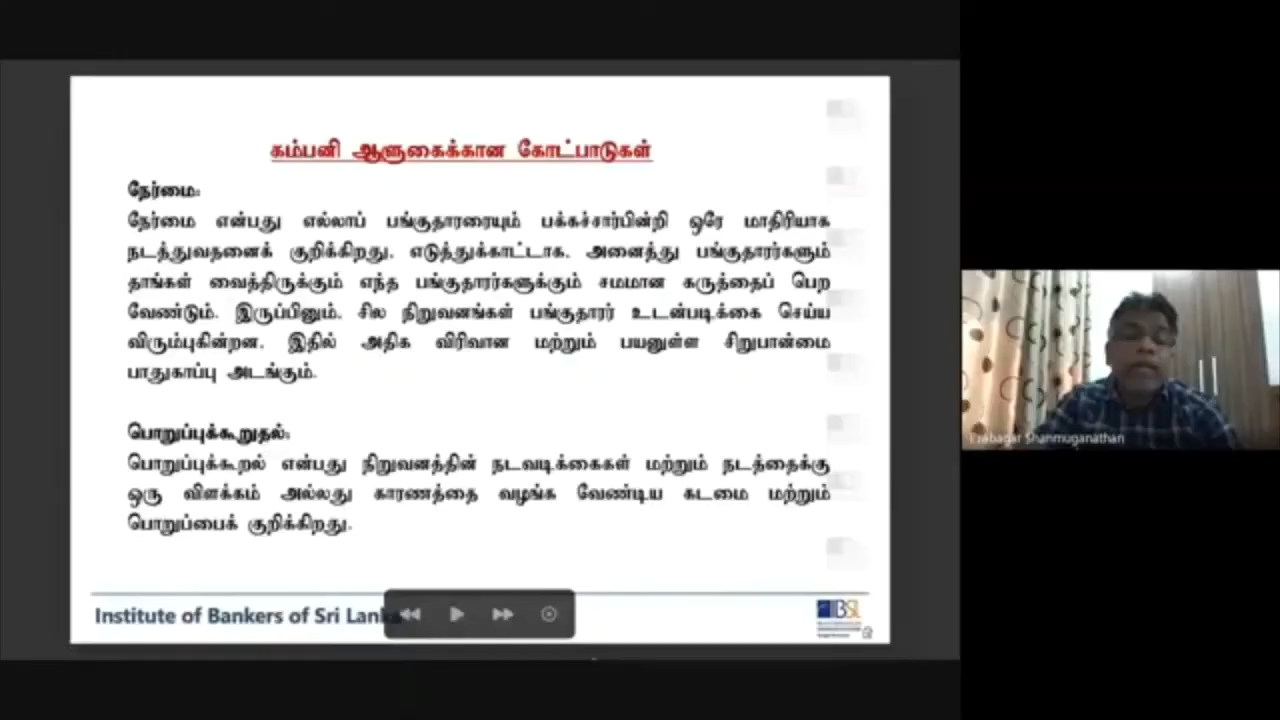 கம்பனி ஆளுகைக்கான கோட்பாடுகள்
நேர்மை:
நேர்மை என்பது எல்லாப் பங்குதாரரையும் பக்கச்சார்பின்றி ஒரே மாதிரியாக
நடத்துவதனைக் குறிக்கிறது. எடுத்துக்காட்டாக, அனைத்து பங்குதாரர்களும்
தாங்கள் வைத்திருக்கும் எந்த பங்குதாரர்களுக்கும் சமமான கருத்தைப் பெற
வேண்டும். இருப்பினும், சில நிறுவனங்கள் பங்குதாரர் உடன்படிக்கை செய்ய
விரும்புகின்றன, இதில் அதிக விரிவான மற்றும் பயனுள்ள சிறுபான்மை
பாதுகாப்பு அடங்கும்.
பொறுப்புக்கூறுதல்:
பொறுப்புக்கூறல் என்பது நிறுவனத்தின் நடவடிக்கைகள் மற்றும் நடத்தைக்கு
ஒரு விளக்கம் அல்லது காரணத்தை வழங்க வேண்டிய கடமை மற்றும்
பொறுப்பைக் குறிக்கிறது.
Institute of Bankers of Sri Lanka
IBSL
Shanmuganathan